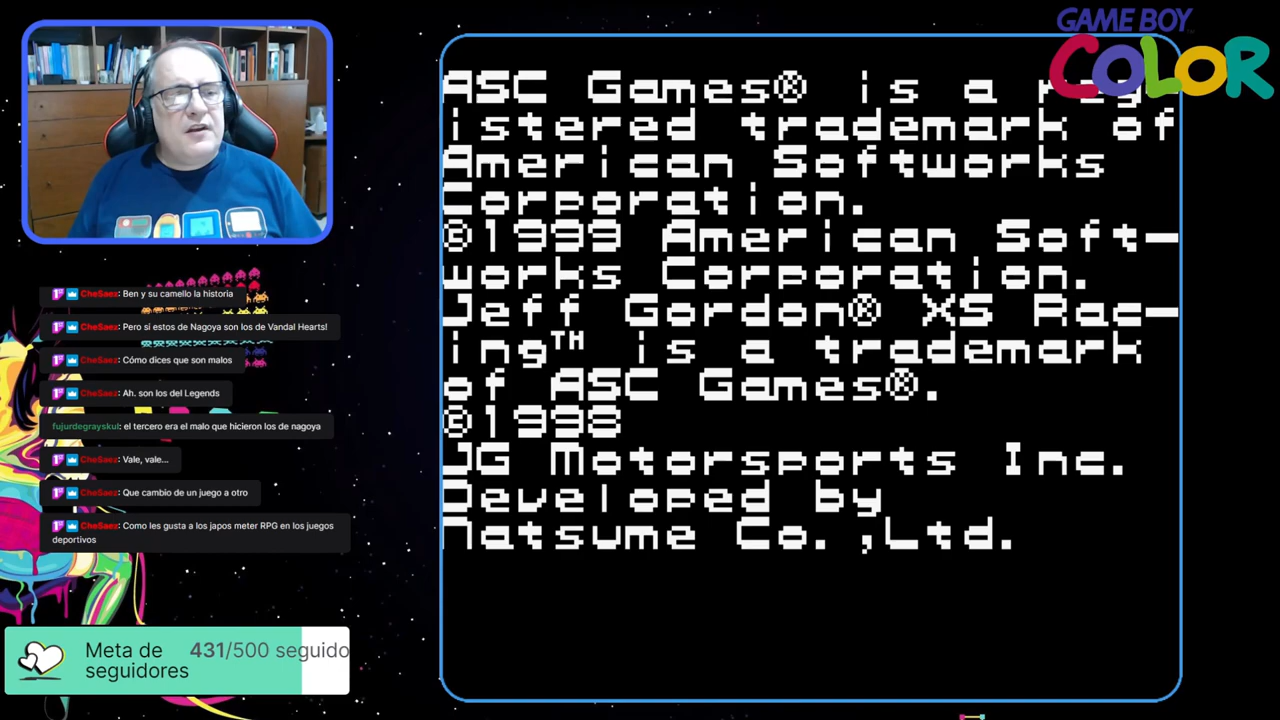 GAME BOY
COLOR
ASC Games® is a reg
istered trademark of
American Softworks
Corporation.
©1999 American Soft-
works Corporation.
Jeff Gordon® XS Rac-
ing™ is a trademark
of ASC Games®.
©1998
JG Motorsports Inc.
Developed by
Natsume Co.,Ltd.
CheSaez: Ben y su camello la historia
CheSaez: Pero si estos de Nagoya son los de Vandal Hearts!
CheSaez: Cómo dices que son malos
CheSaez: Ah. son los del Legends
fujurdegrayskul: el tercero era el malo que hicieron los de nagoya
CheSaez: Vale, vale...
CheSaez: Que cambio de un juego a otro
CheSaez: Como les gusta a los japos meter RPG en los juegos
deportivos
Meta de
seguidores
431/500 seguido